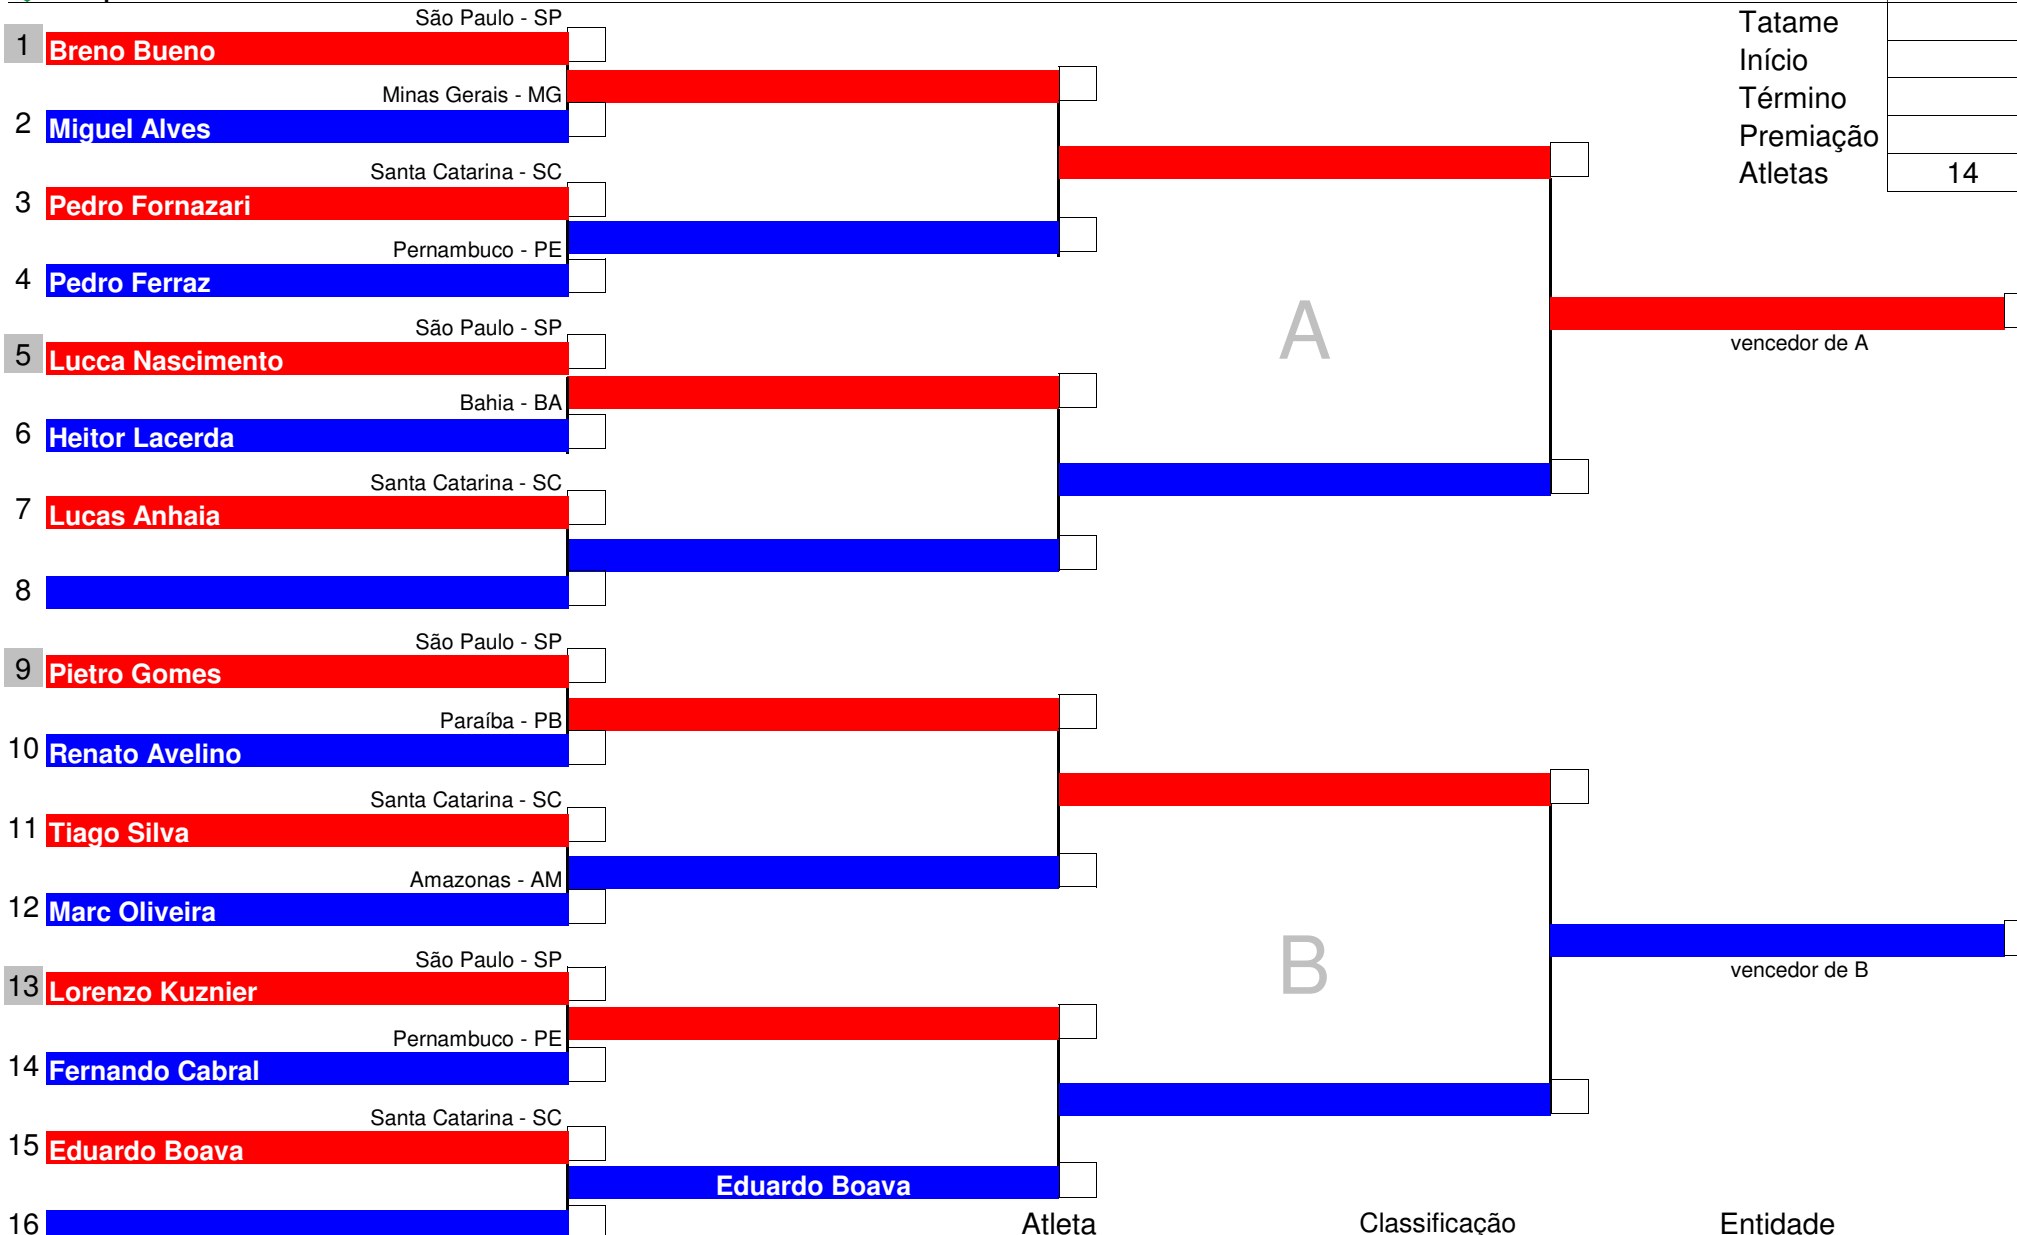 São Paulo - SP
1 Breno Bueno
Minas Gerais - MG
2 Miguel Alves
Santa Catarina - SC
3 Pedro Fornazari
Pernambuco - PE
4 Pedro Ferraz
São Paulo - SP
5 Lucca Nascimento
Bahia - BA
6 Heitor Lacerda
Santa Catarina - SC
7 Lucas Anhaia
8
São Paulo - SP
9 Pietro Gomes
Paraíba - PB
10 Renato Avelino
Santa Catarina - SC
11 Tiago Silva
Amazonas - AM
12 Marc Oliveira
São Paulo - SP
13 Lorenzo Kuznier
Pernambuco - PE
14 Fernando Cabral
Santa Catarina - SC
15 Eduardo Boava
16
Eduardo Boava
A
B
Tatame
Início
Término
Premiação
Atletas 14
vencedor de A
vencedor de B
Atleta Classificação Entidade